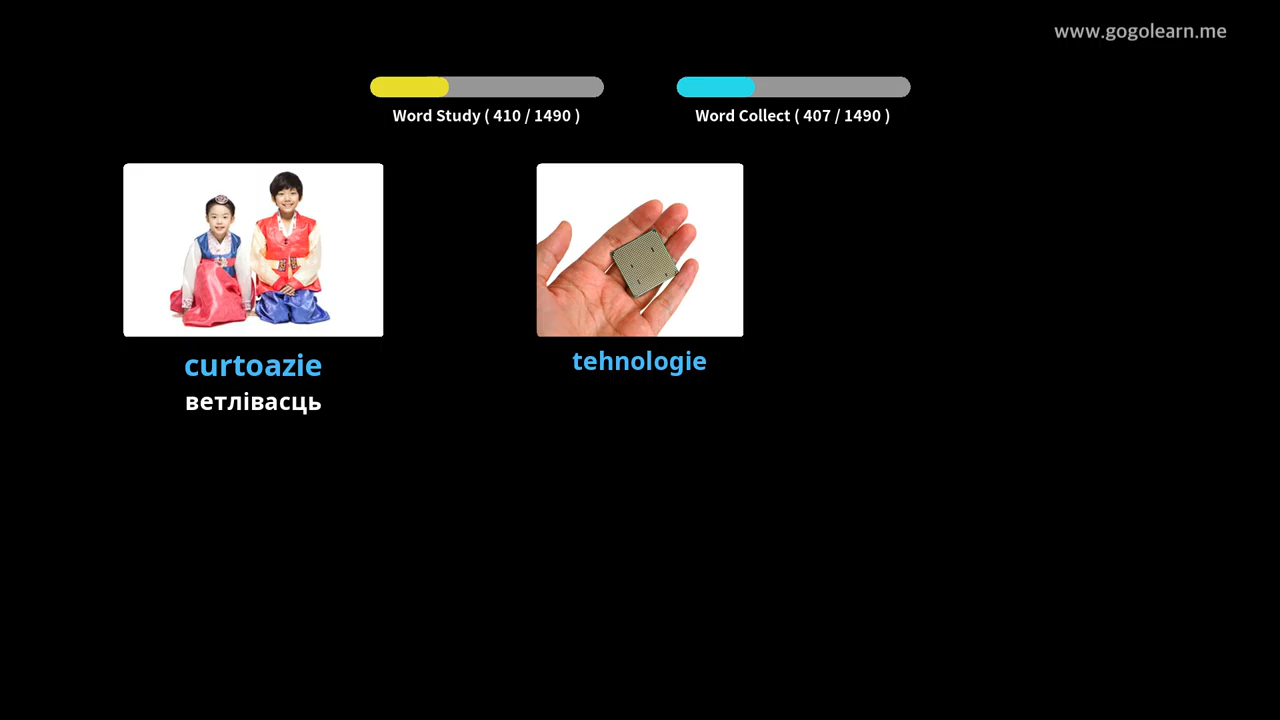 www.gogolearn.me
Word Study ( 410 / 1490 )
Word Collect ( 407 / 1490 )
curtoazie
ветлівасць
tehnologie